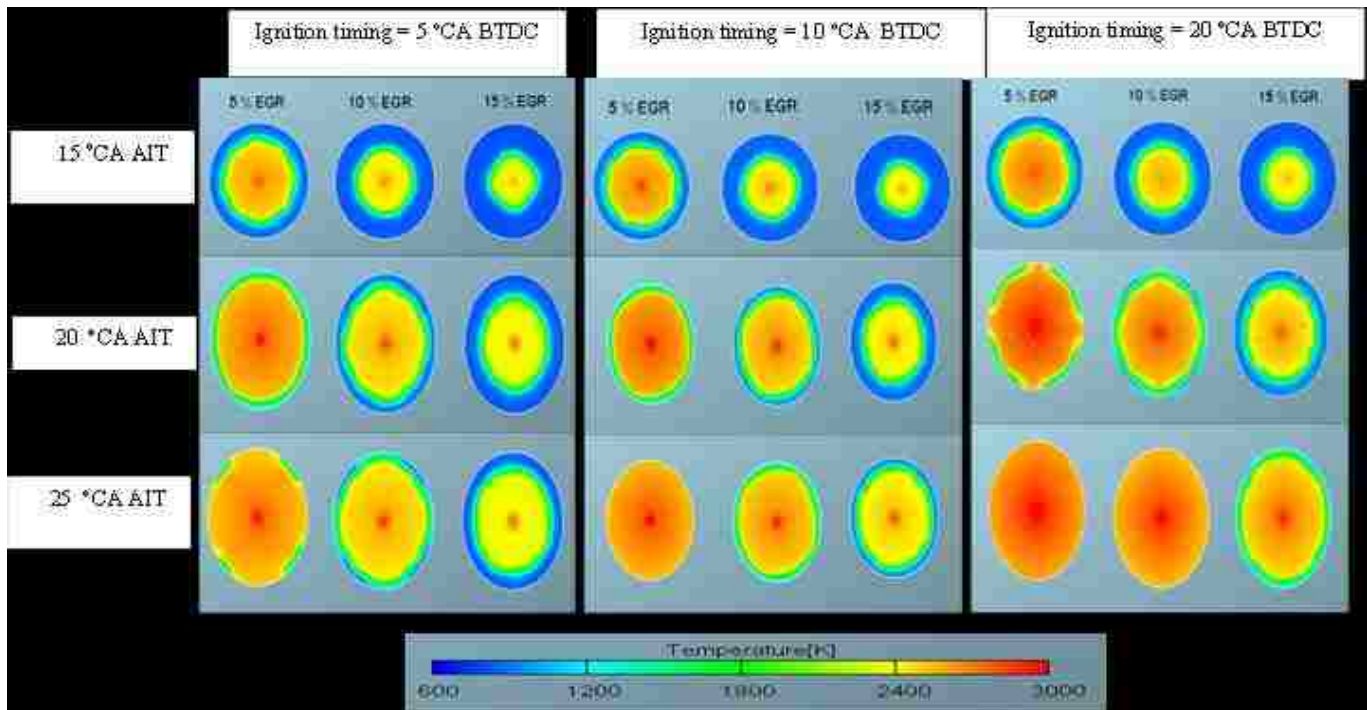 Ignition timing = 5 °CA BTDC
Ignition timing = 10 °CA BTDC
Ignition timing = 20 °CA BTDC
5 % EGR 10 % EGR 15 % EGR
5 % EGR 10 % EGR 15 % EGR
5 % EGR 10 % EGR 15 % EGR
15 °CA AIT
20 °CA AIT
25 °CA AIT
Temperature[K]
600 1200 1800 2400 3000